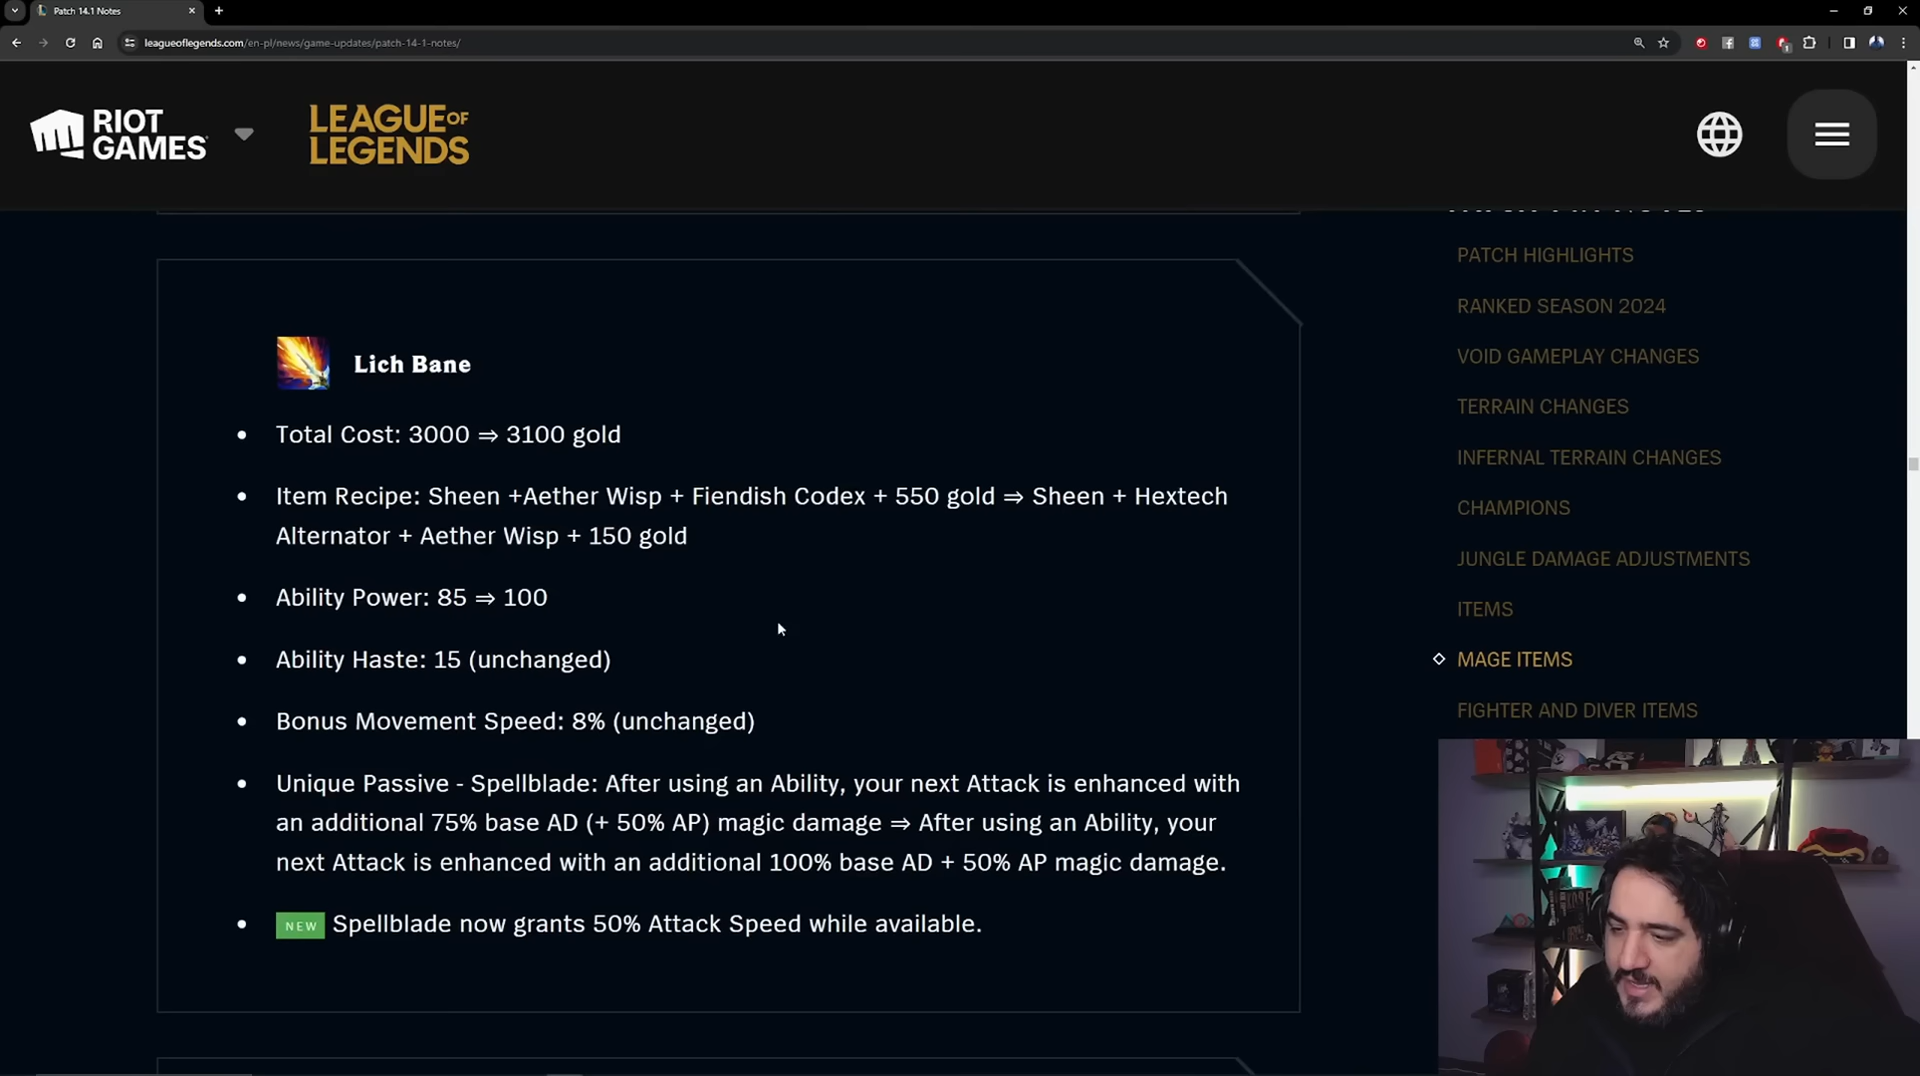 Patch 14.1 Notes
leagueoflegends.com/en-pl/news/game-updates/patch-14-1-notes/
RIOT
GAMES
LEAGUE OF
LEGENDS
Lich Bane
• Total Cost: 3000 ⇒ 3100 gold
• Item Recipe: Sheen +Aether Wisp + Fiendish Codex + 550 gold ⇒ Sheen + Hextech
Alternator + Aether Wisp + 150 gold
• Ability Power: 85 ⇒ 100
• Ability Haste: 15 (unchanged)
• Bonus Movement Speed: 8% (unchanged)
• Unique Passive - Spellblade: After using an Ability, your next Attack is enhanced with
an additional 75% base AD (+ 50% AP) magic damage ⇒ After using an Ability, your
next Attack is enhanced with an additional 100% base AD + 50% AP magic damage.
• NEW Spellblade now grants 50% Attack Speed while available.
PATCH HIGHLIGHTS
RANKED SEASON 2024
VOID GAMEPLAY CHANGES
TERRAIN CHANGES
INFERNAL TERRAIN CHANGES
CHAMPIONS
JUNGLE DAMAGE ADJUSTMENTS
ITEMS
MAGE ITEMS
FIGHTER AND DIVER ITEMS